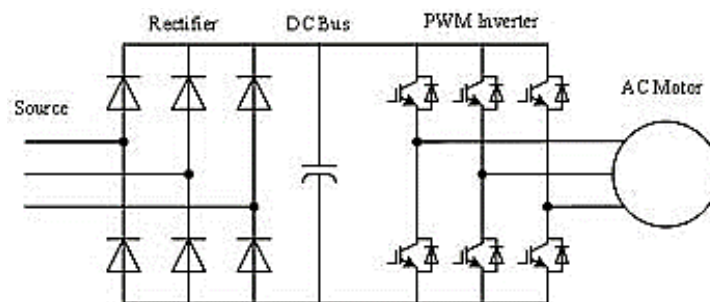 Rectifier
DC Bus
PWM Inverter
Source
AC Motor